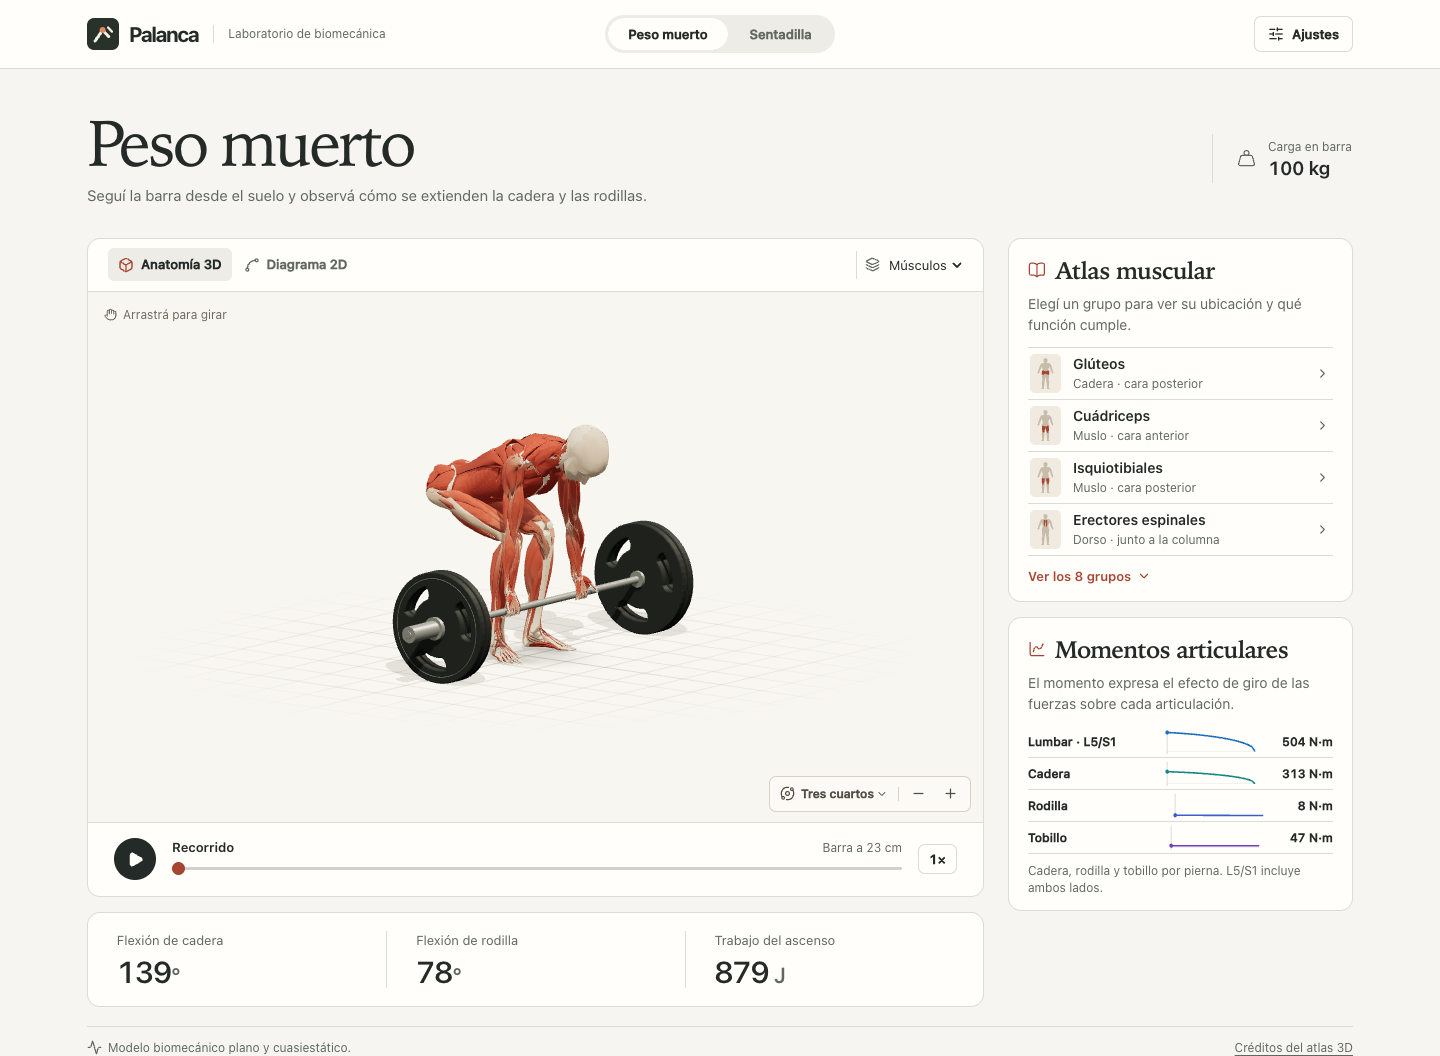 Palanca
Laboratorio de biomecánica
Peso muerto
Sentadilla
Ajustes
Peso muerto
Seguí la barra desde el suelo y observá cómo se extienden la cadera y las rodillas.
Carga en barra
100 kg
Anatomía 3D
Diagrama 2D
Músculos
Arrastrá para girar
Tres cuartos
Recorrido
Barra a 23 cm
1×
Flexión de cadera
139°
Flexión de rodilla
78°
Trabajo del ascenso
879 J
Atlas muscular
Elegí un grupo para ver su ubicación y qué
función cumple.
Glúteos
Cadera · cara posterior
Cuádriceps
Muslo · cara anterior
Isquiotibiales
Muslo · cara posterior
Erectores espinales
Dorso · junto a la columna
Ver los 8 grupos
Momentos articulares
El momento expresa el efecto de giro de las
fuerzas sobre cada articulación.
Lumbar · L5/S1 504 N·m
Cadera 313 N·m
Rodilla 8 N·m
Tobillo 47 N·m
Cadera, rodilla y tobillo por pierna. L5/S1 incluye
ambos lados.
Modelo biomecánico plano y cuasiestático.
Créditos del atlas 3D